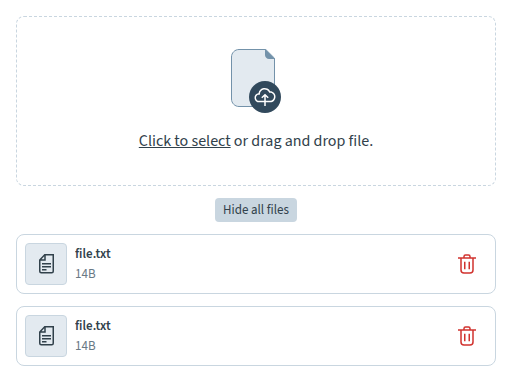 Click to select or drag and drop file.
Hide all files
file.txt
14B
file.txt
14B